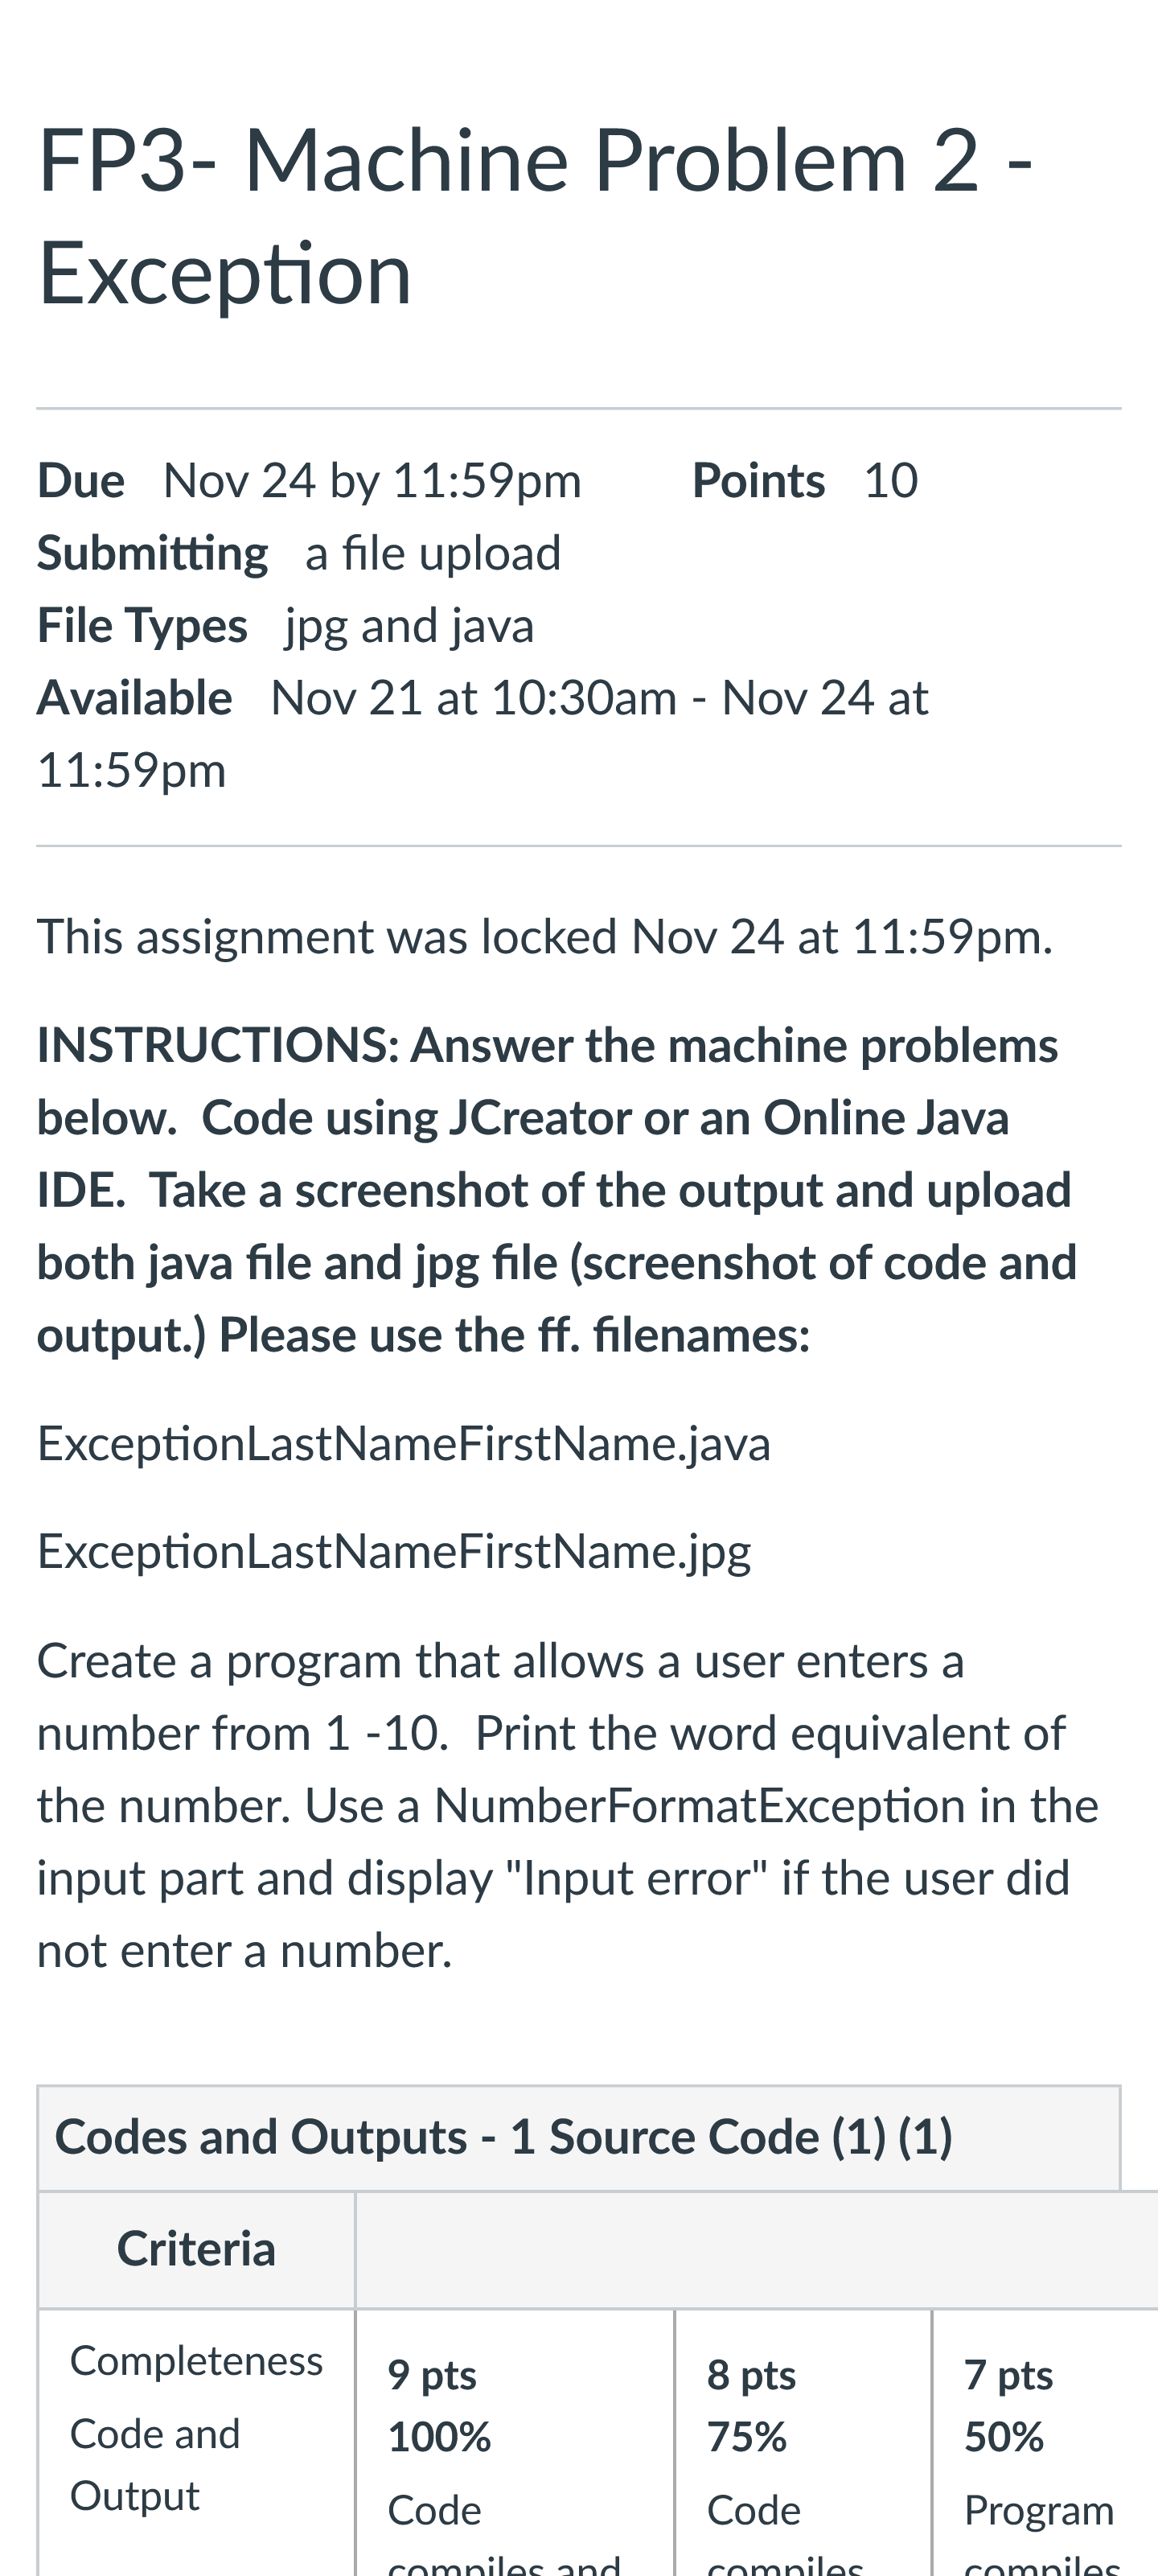 FP3- Machine Problem 2 -
Exception
Due Nov 24 by 11:59pm Points 10
Submitting a file upload
File Types jpg and java
Available Nov 21 at 10:30am - Nov 24 at
11:59pm
This assignment was locked Nov 24 at 11:59pm.
INSTRUCTIONS: Answer the machine problems
below.  Code using JCreator or an Online Java
IDE.  Take a screenshot of the output and upload
both java file and jpg file (screenshot of code and
output.) Please use the ff. filenames:
ExceptionLastNameFirstName.java
ExceptionLastNameFirstName.jpg
Create a program that allows a user enters a
number from 1 -10.  Print the word equivalent of
the number. Use a NumberFormatException in the
input part and display "Input error" if the user did
not enter a number.
Codes and Outputs - 1 Source Code (1) (1)
Criteria
Completeness
Code and
Output
9 pts
100%
Code
compiles and
8 pts
75%
Code
compiles
7 pts
50%
Program
compiles